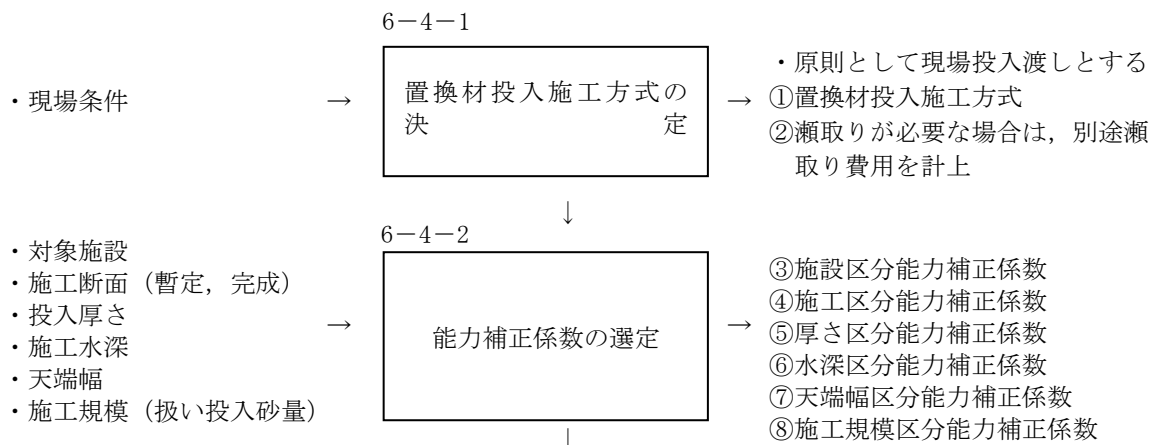 6-4-1
・現場条件
→
置換材投入施工方式の
決定
→
・原則として現場投入渡しとする
①置換材投入施工方式
②瀬取りが必要な場合は，別途瀬
取り費用を計上
↓
6-4-2
・対象施設
・施工断面（暫定，完成）
・投入厚さ
・施工水深
・天端幅
・施工規模（扱い投入砂量）
→
能力補正係数の選定
→
③施設区分能力補正係数
④施工区分能力補正係数
⑤厚さ区分能力補正係数
⑥水深区分能力補正係数
⑦天端幅区分能力補正係数
⑧施工規模区分能力補正係数